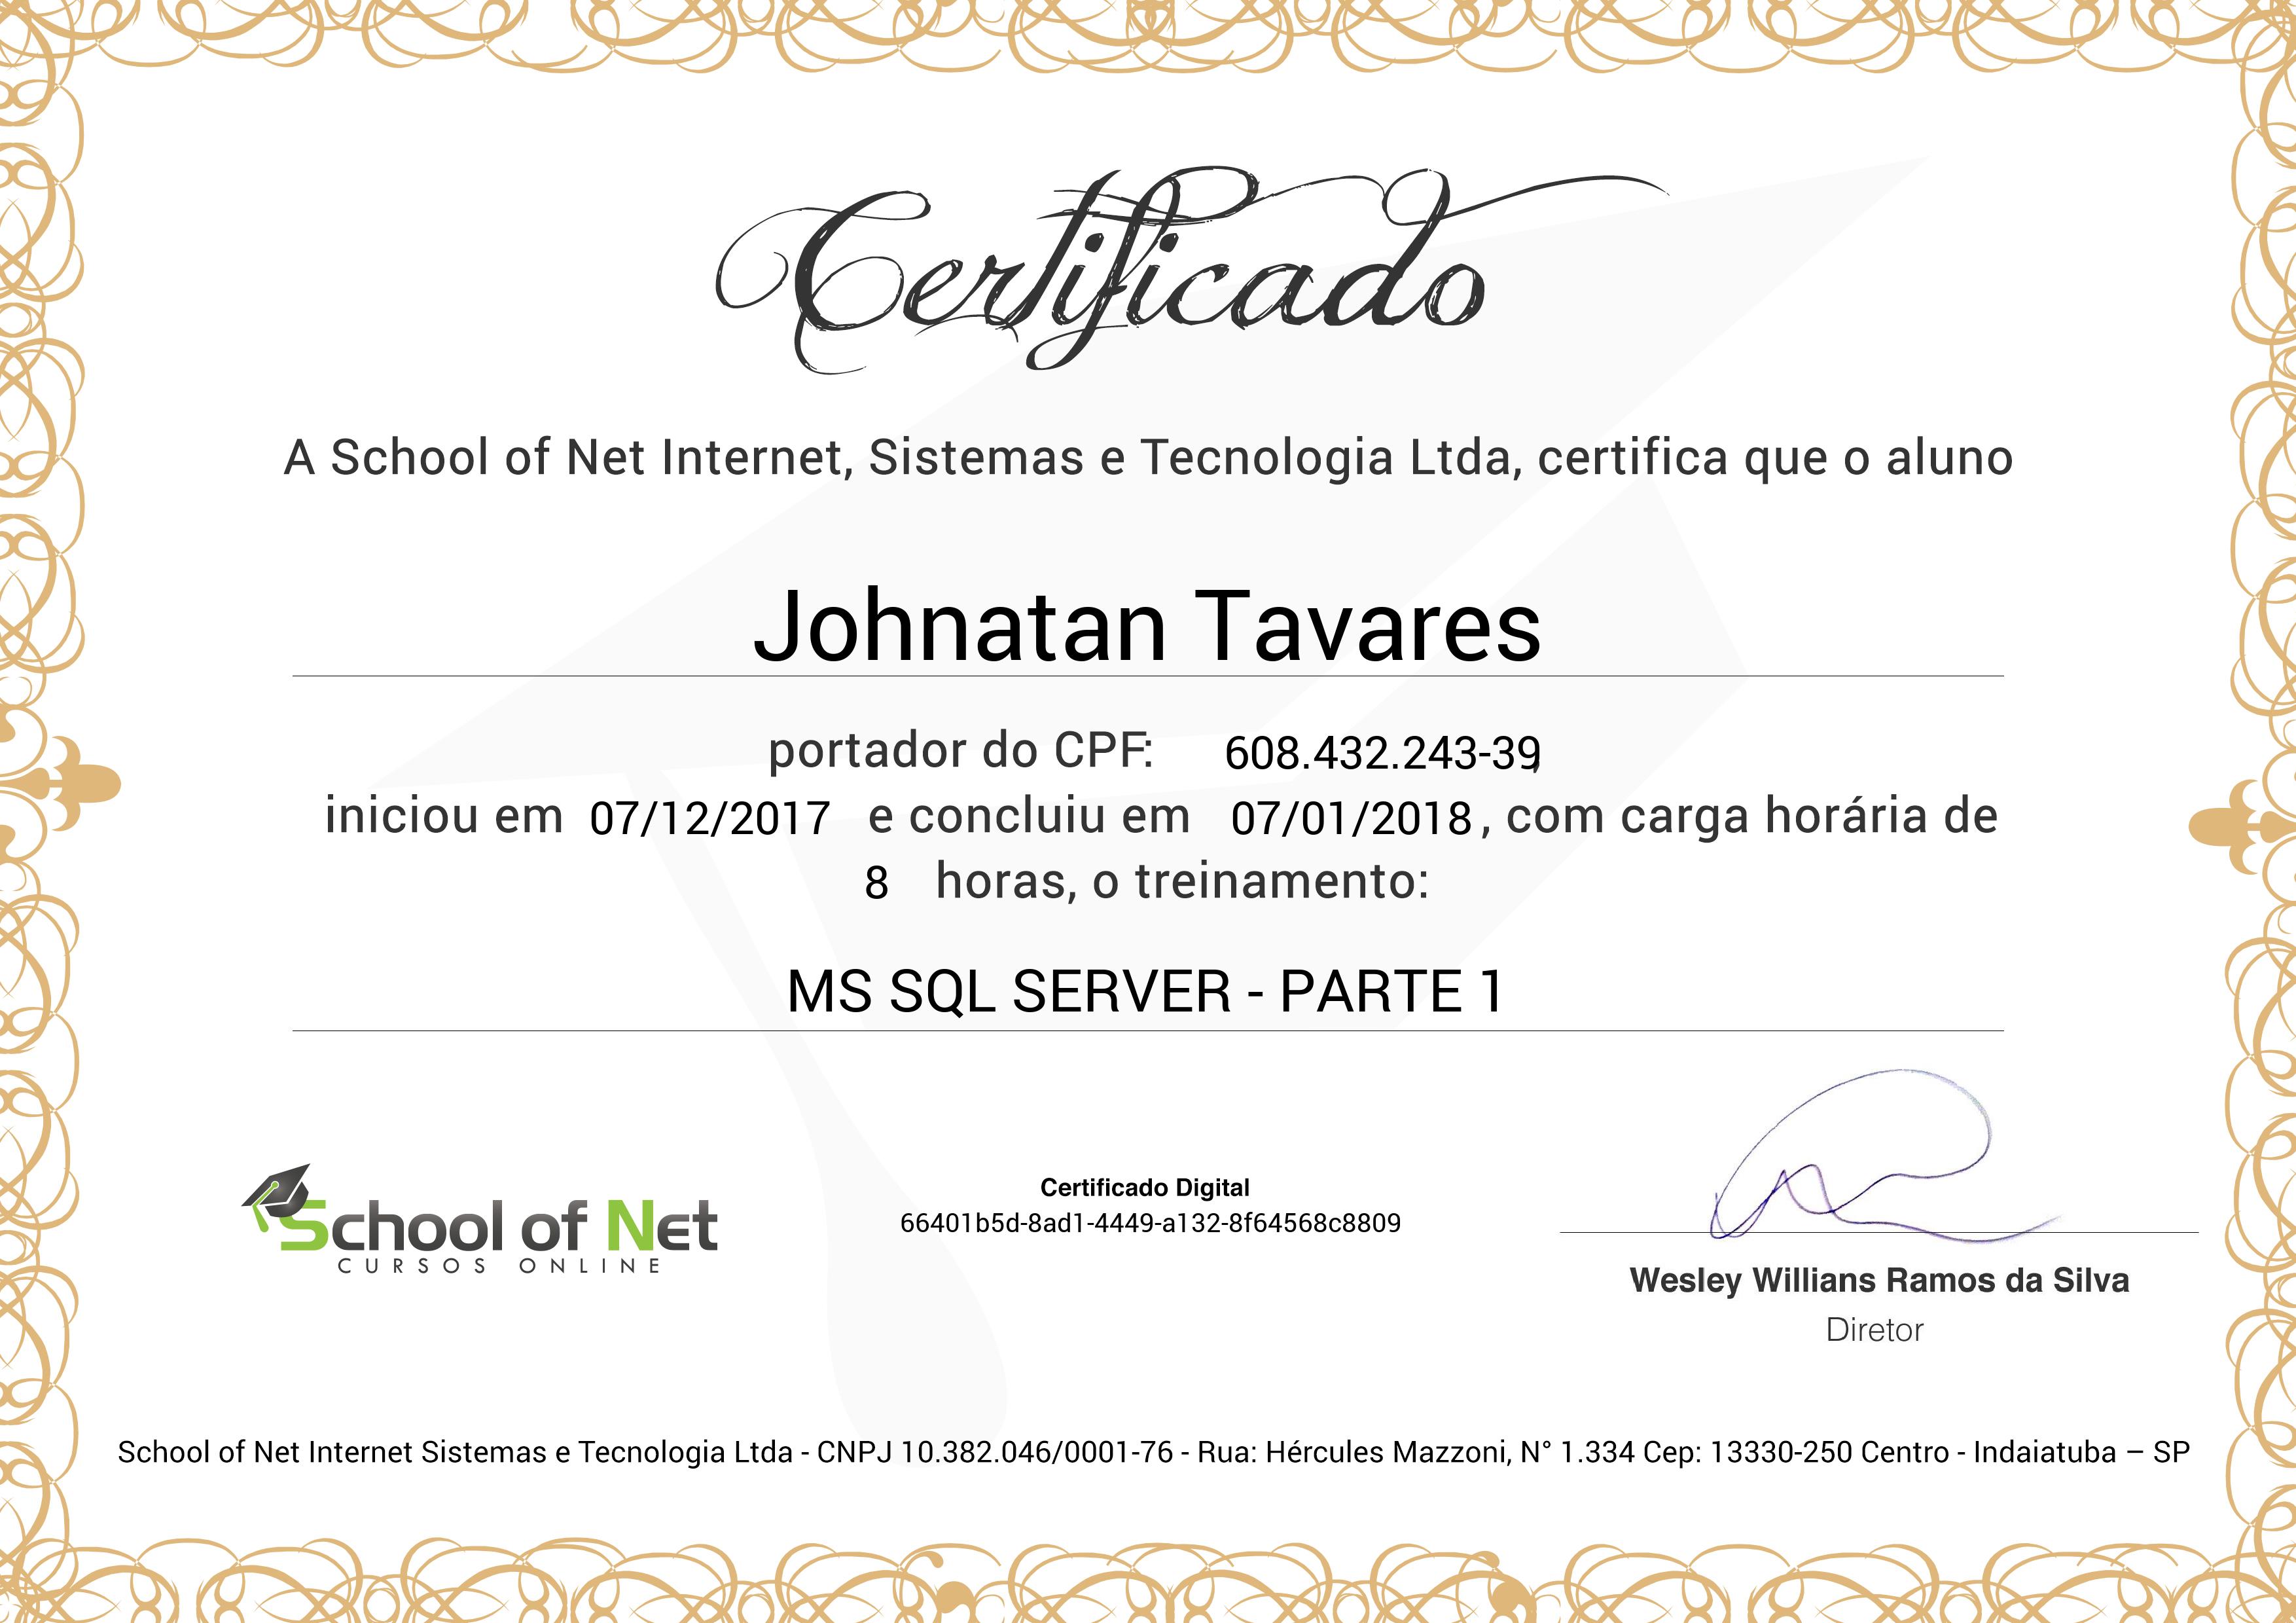 Certificado
A School of Net Internet, Sistemas e Tecnologia Ltda, certifica que o aluno
Johnatan Tavares
portador do CPF: 608.432.243-39,
iniciou em 07/12/2017 e concluiu em 07/01/2018, com carga horária de
8 horas, o treinamento:
MS SQL SERVER - PARTE 1
School of Net
CURSOS ONLINE
Certificado Digital
66401b5d-8ad1-4449-a132-8f64568c8809
Wesley Willians Ramos da Silva
Diretor
School of Net Internet Sistemas e Tecnologia Ltda - CNPJ 10.382.046/0001-76 - Rua: Hércules Mazzoni, N° 1.334 Cep: 13330-250 Centro - Indaiatuba – SP